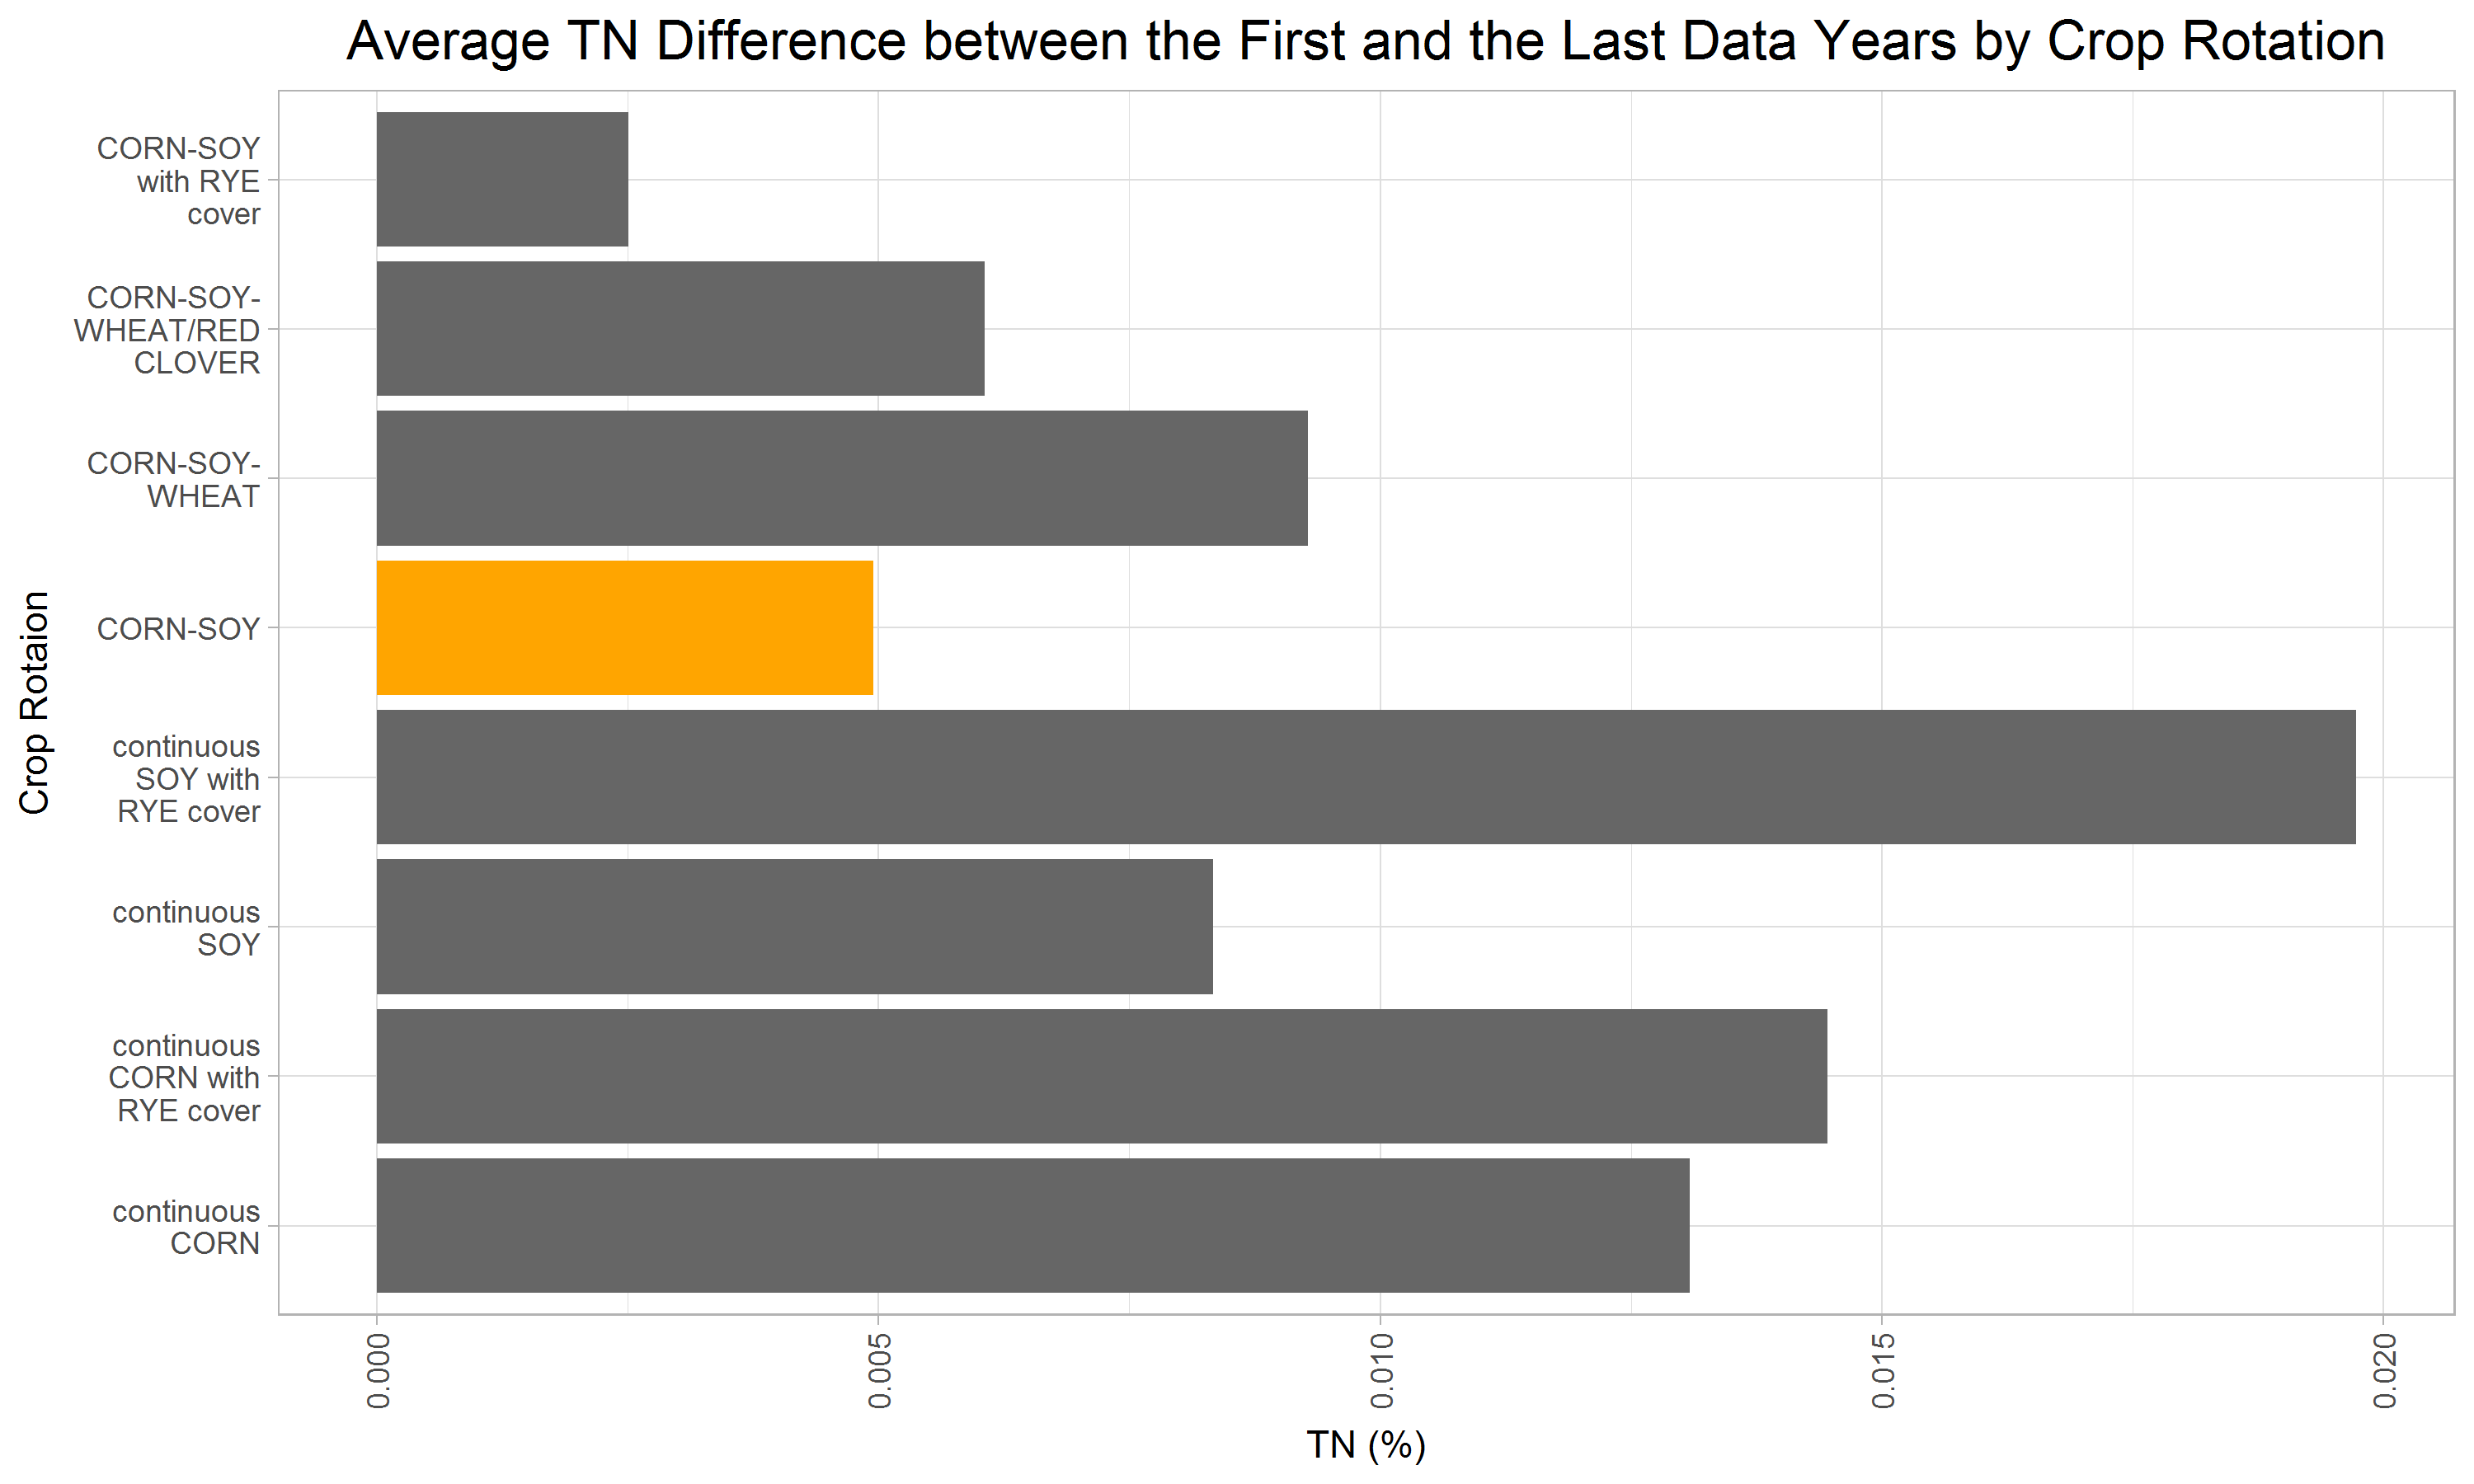 Average TN Difference between the First and the Last Data Years by Crop Rotation
CORN-SOY
with RYE
cover
CORN-SOY-
WHEAT/RED
CLOVER
CORN-SOY-
WHEAT
CORN-SOY
continuous
SOY with
RYE cover
continuous
SOY
continuous
CORN with
RYE cover
continuous
CORN
Crop Rotaion
0.000
0.005
0.010
0.015
0.020
TN (%)